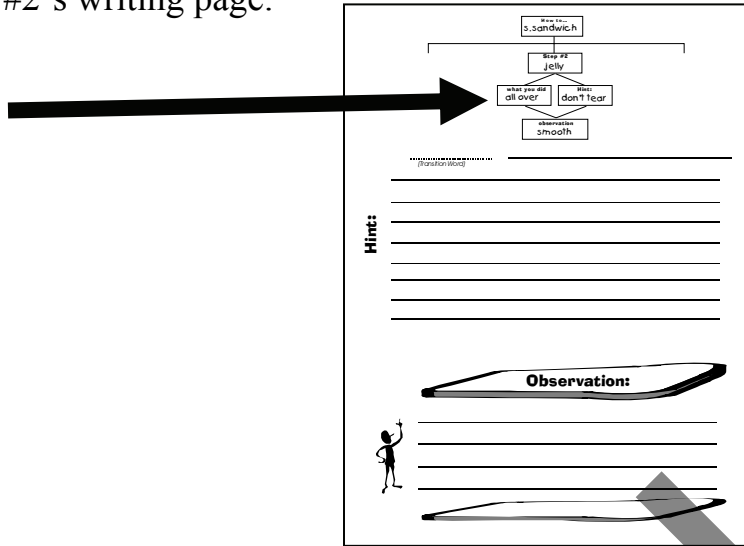 #2's writing page.
How to...
s.sandwich
Step #2
jelly
what you did
all over
Hint:
don't tear
observation
smooth
(Transition Word)
Hint:
Observation: